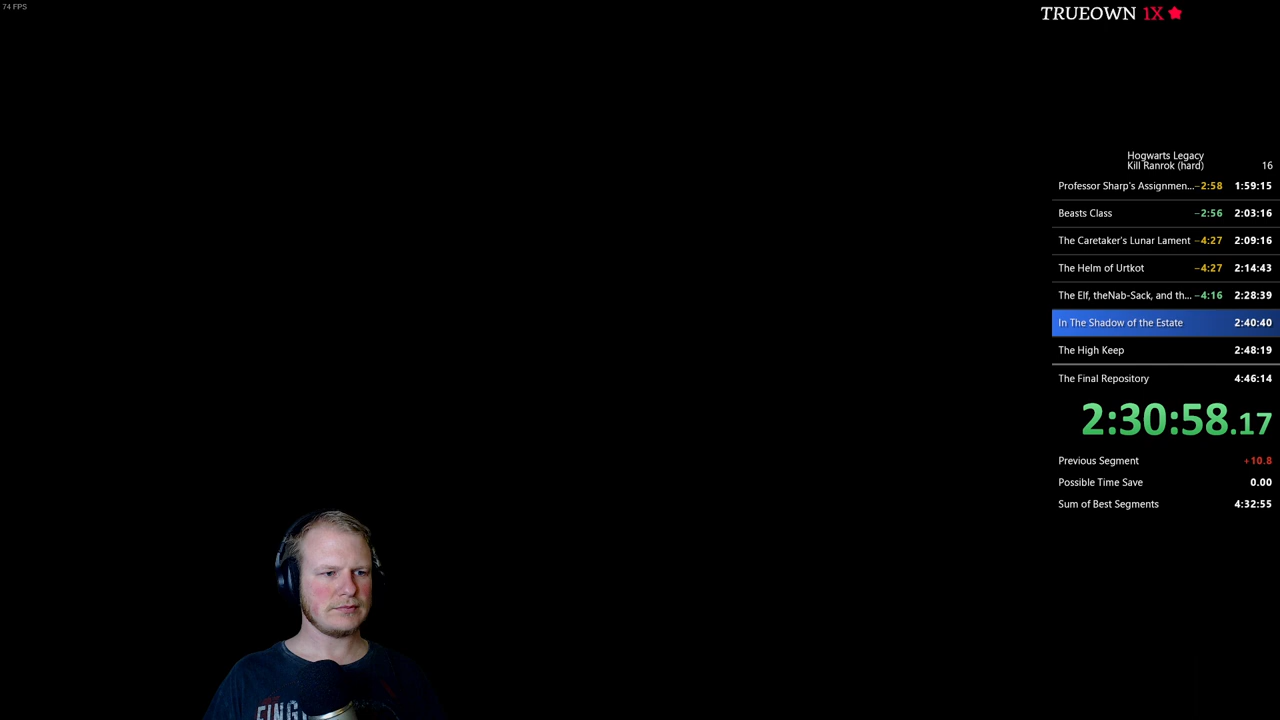 74 FPS
TRUEOWN 1X
Hogwarts Legacy
Kill Ranrok (hard) 16
Professor Sharp's Assignmen... −2:58 1:59:15
Beasts Class −2:56 2:03:16
The Caretaker's Lunar Lament −4:27 2:09:16
The Helm of Urtkot −4:27 2:14:43
The Elf, theNab-Sack, and th... −4:16 2:28:39
In The Shadow of the Estate 2:40:40
The High Keep 2:48:19
The Final Repository 4:46:14
2:30:58.17
Previous Segment +10.8
Possible Time Save 0.00
Sum of Best Segments 4:32:55